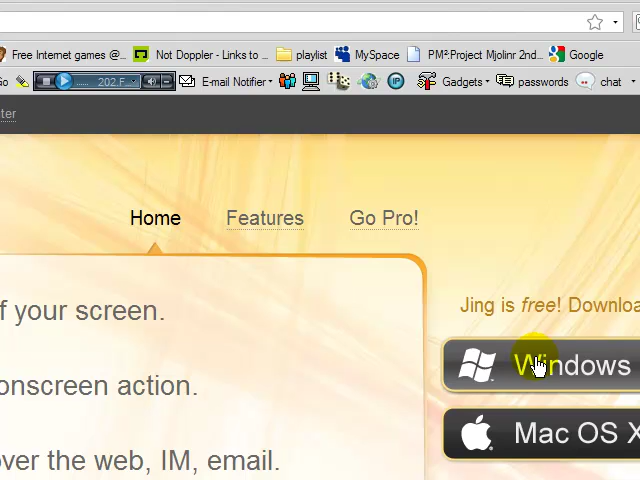 Free Internet games @...
Not Doppler - Links to ...
playlist
MySpace
PM²:Project Mjolinr 2nd...
Google
Go
202.F...
E-mail Notifier
IP
Gadgets
passwords
chat
ter
Home
Features
Go Pro!
f your screen.
Jing is free! Downloa
Windows
onscreen action.
Mac OS X
over the web, IM, email.